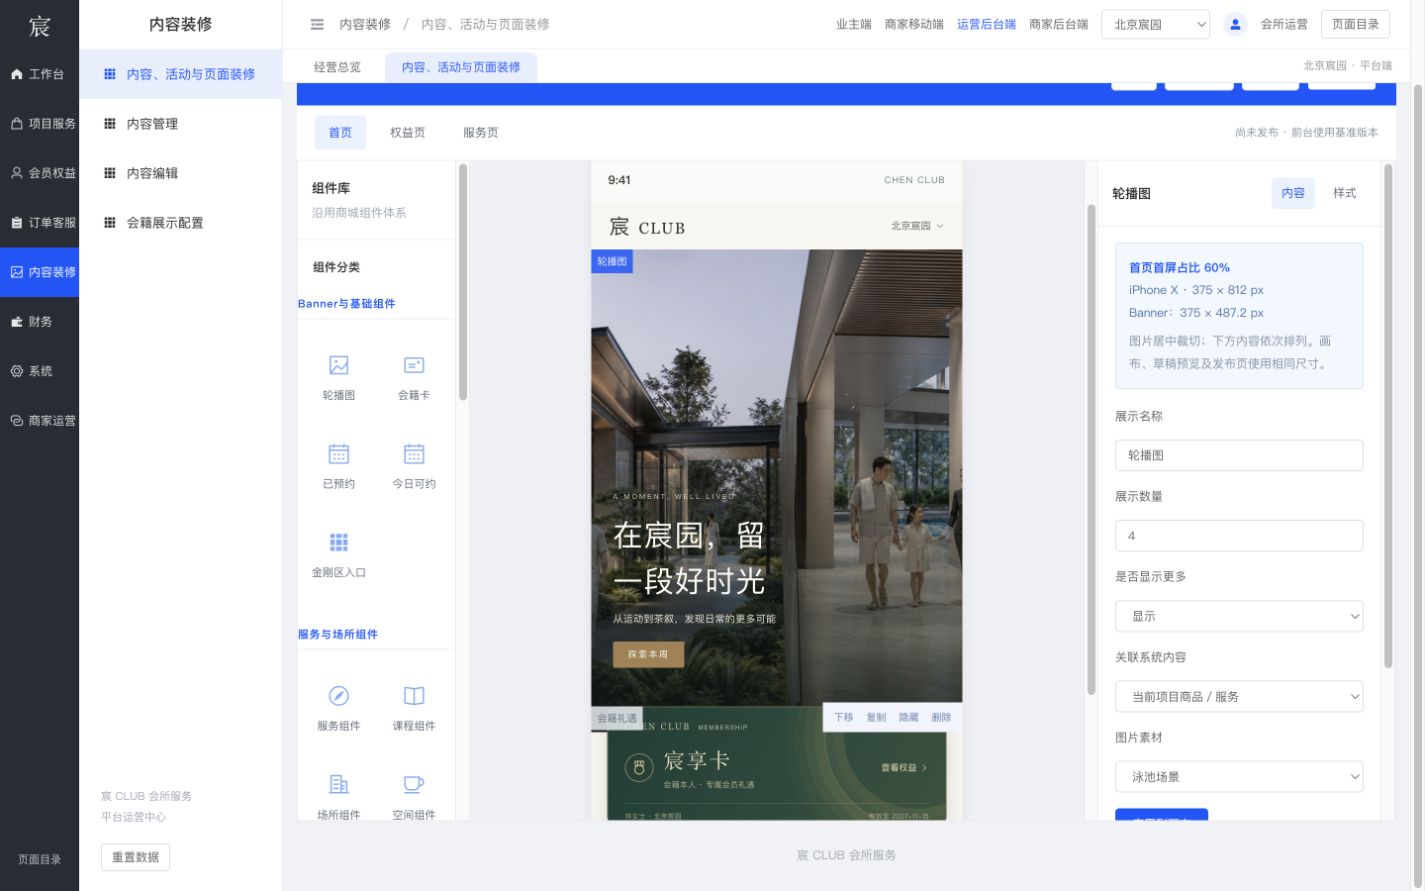 宸
工作台
项目服务
会员权益
订单客服
内容装修
财务
系统
商家运营
页面目录
内容装修
内容、活动与页面装修
内容管理
内容编辑
会籍展示配置
宸 CLUB 会所服务
平台运营中心
重置数据
内容装修 / 内容、活动与页面装修
业主端 商家移动端 运营后台端 商家后台端 北京宸园 会所运营 页面目录
经营总览 内容、活动与页面装修 北京宸园 · 平台端
首页 权益页 服务页 尚未发布 · 前台使用基准版本
组件库
沿用商城组件体系
组件分类
Banner与基础组件
轮播图 会籍卡
已预约 今日可约
金刚区入口
服务与场所组件
服务组件 课程组件
场所组件 空间组件
9:41 CHEN CLUB
宸 CLUB 北京宸园
轮播图
A MOMENT, WELL LIVED
在宸园，留
一段好时光
从运动到茶叙，发现日常的更多可能
探索本周
下移 复制 隐藏 删除
会籍礼遇
CLUB MEMBERSHIP
宸享卡
会籍本人 · 专属会员礼遇
查看权益
女士 · 北京宸园 有效至 2027-11-15
宸 CLUB 会所服务
轮播图 内容 样式
首页首屏占比 60%
iPhone X · 375 × 812 px
Banner：375 × 487.2 px
图片居中裁切；下方内容依次排列。画
布、草稿预览及发布页使用相同尺寸。
展示名称
轮播图
展示数量
4
是否显示更多
显示
关联系统内容
当前项目商品 / 服务
图片素材
泳池场景